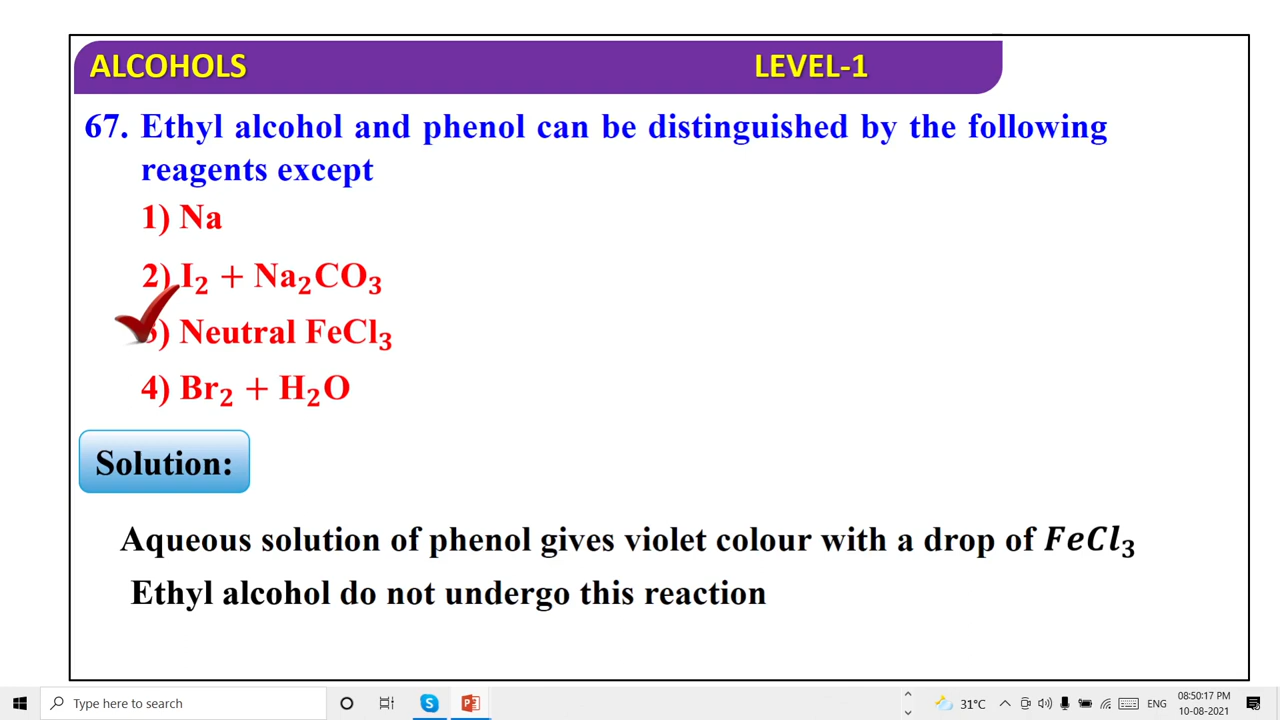 ALCOHOLS LEVEL-1
67. Ethyl alcohol and phenol can be distinguished by the following
reagents except
1) Na
2) I₂ + Na₂CO₃
3) Neutral FeCl₃
4) Br₂ + H₂O
Solution:
Aqueous solution of phenol gives violet colour with a drop of FeCl₃
Ethyl alcohol do not undergo this reaction
Type here to search
31°C
ENG
08:50:17 PM
10-08-2021